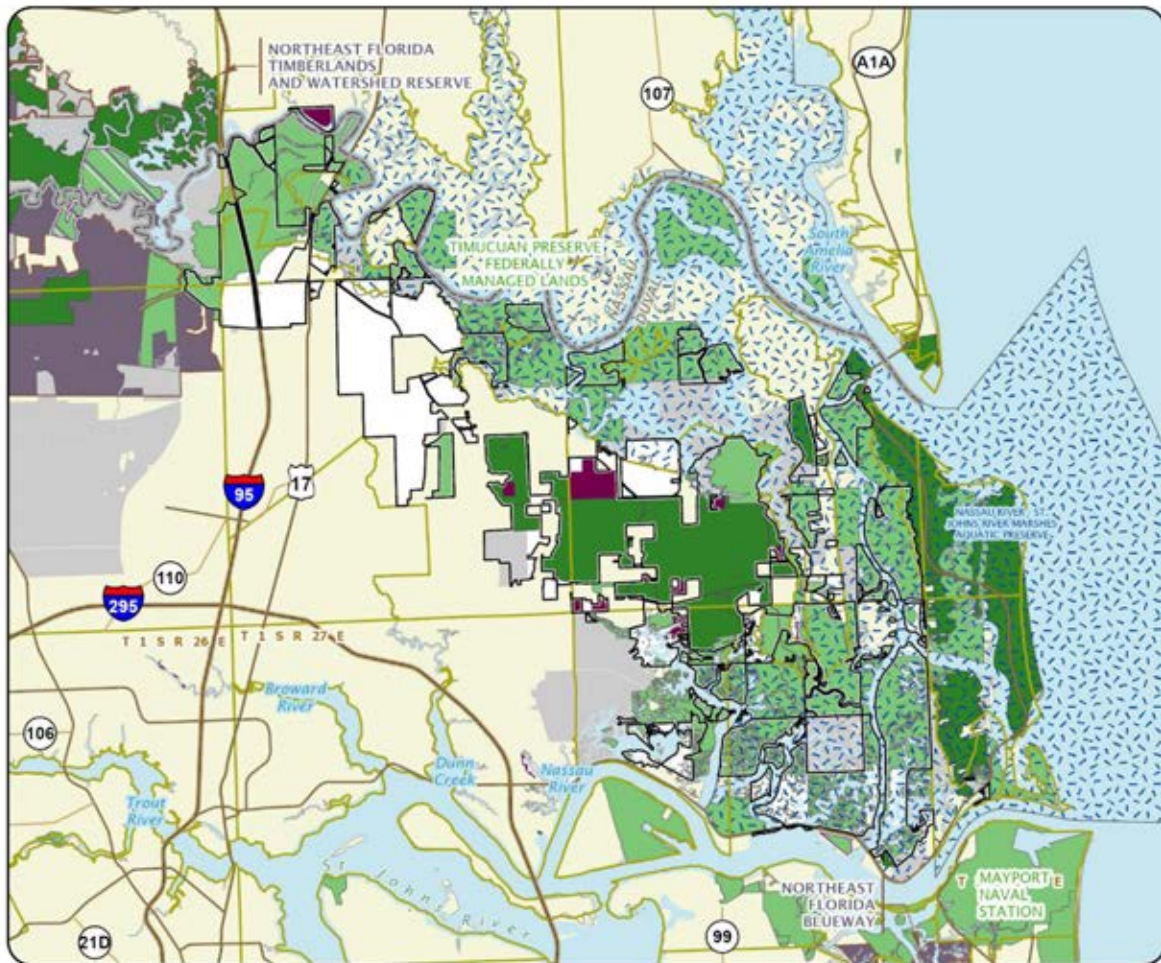 NORTHEAST FLORIDA
TIMBERLANDS
AND WATERSHED RESERVE
107
A1A
South
Amelia
River
TIMUCUAN PRESERVE
FEDERALLY
MANAGED LANDS
NASSAU
DUVAL
17
95
NASSAU RIVER - ST.
JOHNS RIVER MARSHES
AQUATIC PRESERVE
110
295
T 1 S R 26 E
T 1 S R 27 E
Broward
River
106
Dunn
Creek
Nassau
River
Trout
River
St Johns River
NORTHEAST
FLORIDA
BLUEWAY
T E
MAYPORT
NAVAL
STATION
21D
99